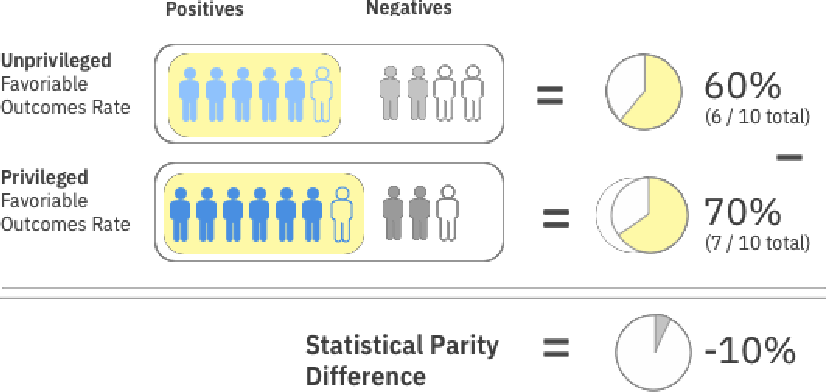 Positives
Negatives
Unprivileged
Favoriable
Outcomes Rate
=
60%
(6 / 10 total)
–
Privileged
Favoriable
Outcomes Rate
=
70%
(7 / 10 total)
Statistical Parity
Difference
=
-10%